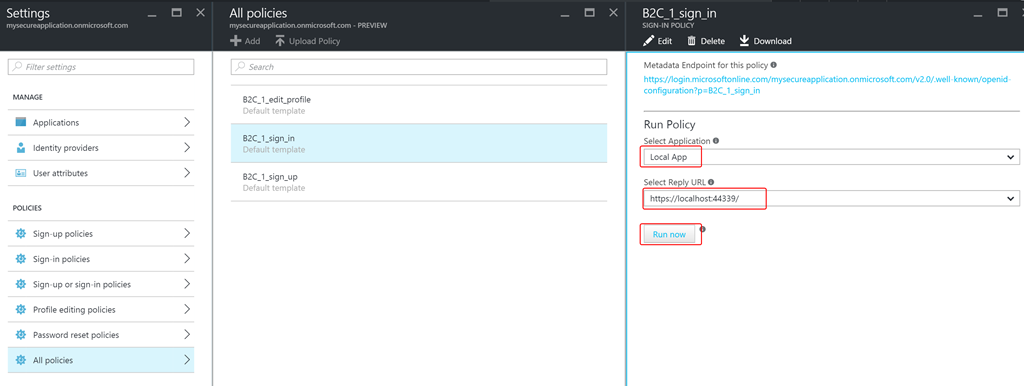 Settings
mysecureapplication.onmicrosoft.com
Filter settings
MANAGE
Applications
Identity providers
User attributes
POLICIES
Sign-up policies
Sign-in policies
Sign-up or sign-in policies
Profile editing policies
Password reset policies
All policies
All policies
mysecureapplication.onmicrosoft.com - PREVIEW
Add
Upload Policy
Search
B2C_1_edit_profile
Default template
B2C_1_sign_in
Default template
B2C_1_sign_up
Default template
B2C_1_sign_in
SIGN-IN POLICY
Edit
Delete
Download
Metadata Endpoint for this policy
https://login.microsoftonline.com/mysecureapplication.onmicrosoft.com/v2.0/.well-known/openid-
configuration?p=B2C_1_sign_in
Run Policy
Select Application
Local App
Select Reply URL
https://localhost:44339/
Run now